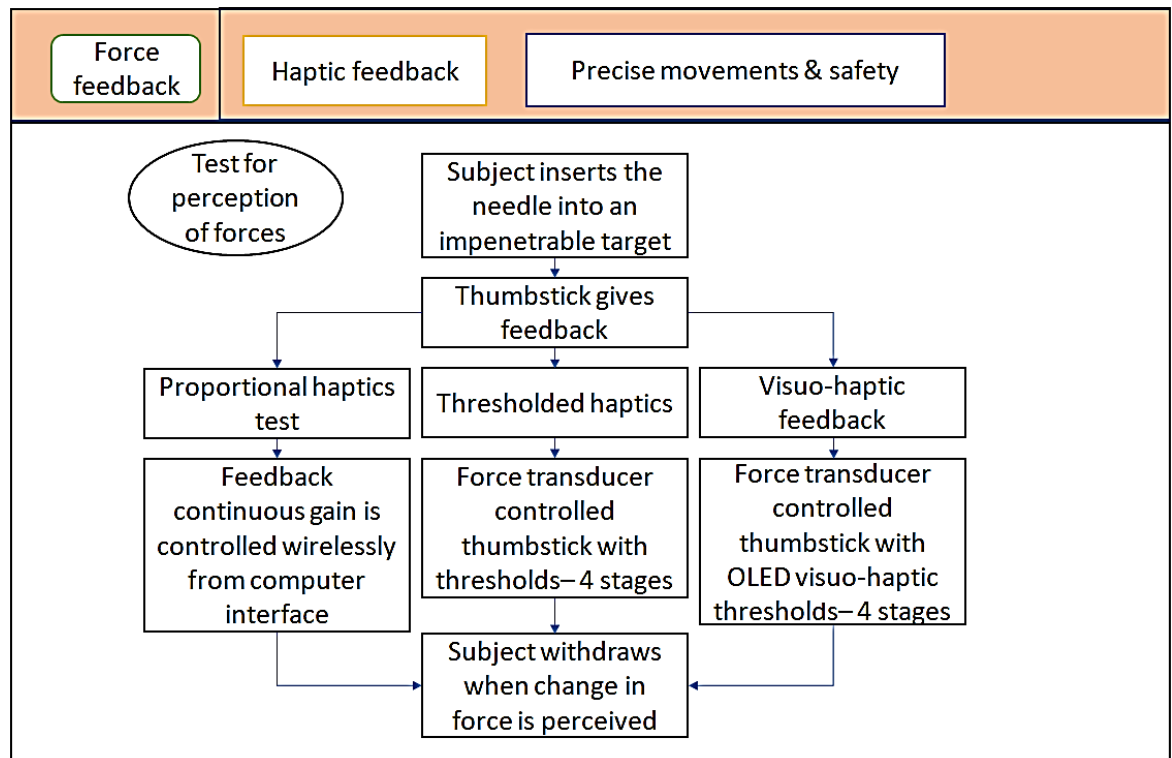 Force
feedback
Haptic feedback
Precise movements & safety
Test for
perception
of forces
Subject inserts the
needle into an
impenetrable target
Thumbstick gives
feedback
Proportional haptics
test
Thresholded haptics
Visuo-haptic
feedback
Feedback
continuous gain is
controlled wirelessly
from computer
interface
Force transducer
controlled
thumbstick with
thresholds– 4 stages
Force transducer
controlled
thumbstick with
OLED visuo-haptic
thresholds– 4 stages
Subject withdraws
when change in
force is perceived